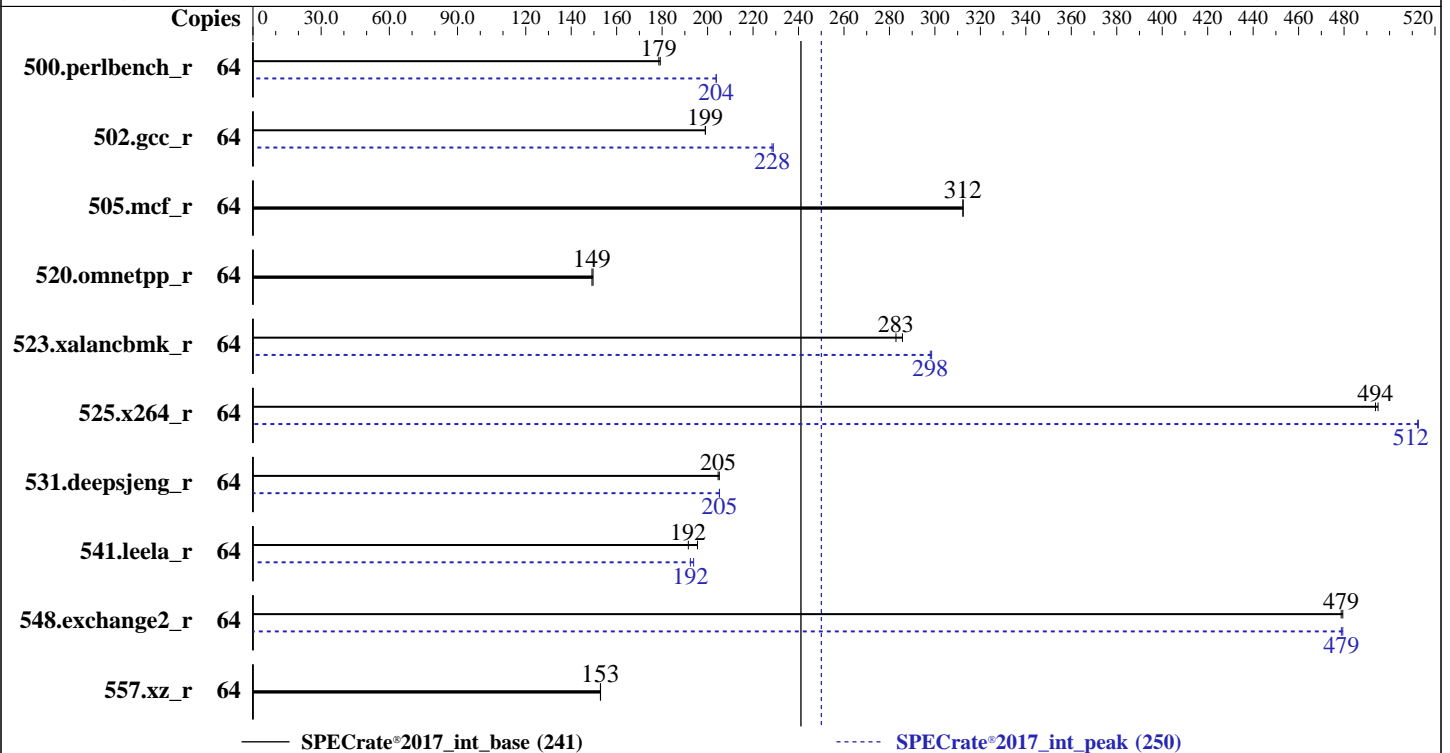 Copies 0 30.0 60.0 90.0 120 140 160 180 200 220 240 260 280 300 320 340 360 380 400 420 440 460 480 520
179
500.perlbench_r 64
204
199
502.gcc_r 64
228
312
505.mcf_r 64
149
520.omnetpp_r 64
283
523.xalancbmk_r 64
298
494
525.x264_r 64
512
205
531.deepsjeng_r 64
205
192
541.leela_r 64
192
479
548.exchange2_r 64
479
153
557.xz_r 64
SPECrate®2017_int_base (241) SPECrate®2017_int_peak (250)